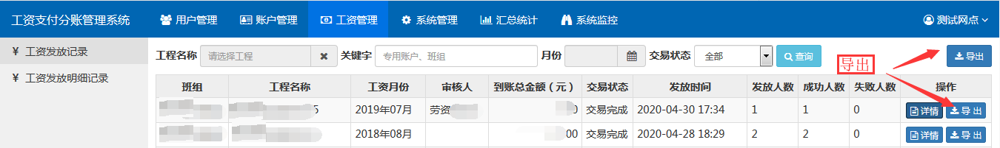 工资支付分账管理系统 用户管理 账户管理 工资管理 系统管理 汇总统计 系统监控 测试网点
工资发放记录
工资发放明细记录
工程名称 请选择工程 关键字 专用账户、班组 月份 交易状态 全部 查询 导出
导出
班组 工程名称 工资月份 审核人 到账总金额（元） 交易状态 发放时间 发放人数 成功人数 失败人数 操作
5 2019年07月 劳资 0 交易完成 2020-04-30 17:34 1 1 0 详情 导 出
2018年08月 00 交易完成 2020-04-28 18:29 2 2 0 详情 导 出